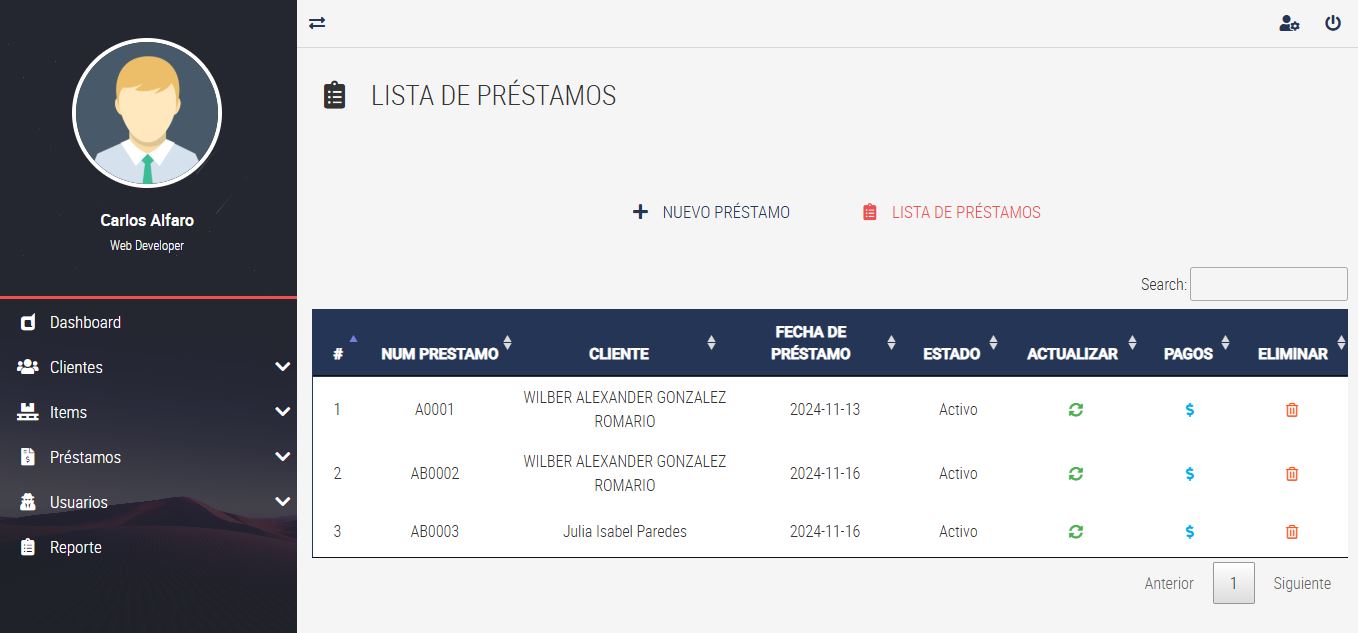 Carlos Alfaro
Web Developer
Dashboard
Clientes
Items
Préstamos
Usuarios
Reporte
LISTA DE PRÉSTAMOS
NUEVO PRÉSTAMO LISTA DE PRÉSTAMOS
Search:
# NUM PRESTAMO CLIENTE FECHA DE PRÉSTAMO ESTADO ACTUALIZAR PAGOS ELIMINAR
1 A0001 WILBER ALEXANDER GONZALEZ ROMARIO 2024-11-13 Activo
2 AB0002 WILBER ALEXANDER GONZALEZ ROMARIO 2024-11-16 Activo
3 AB0003 Julia Isabel Paredes 2024-11-16 Activo
Anterior 1 Siguiente